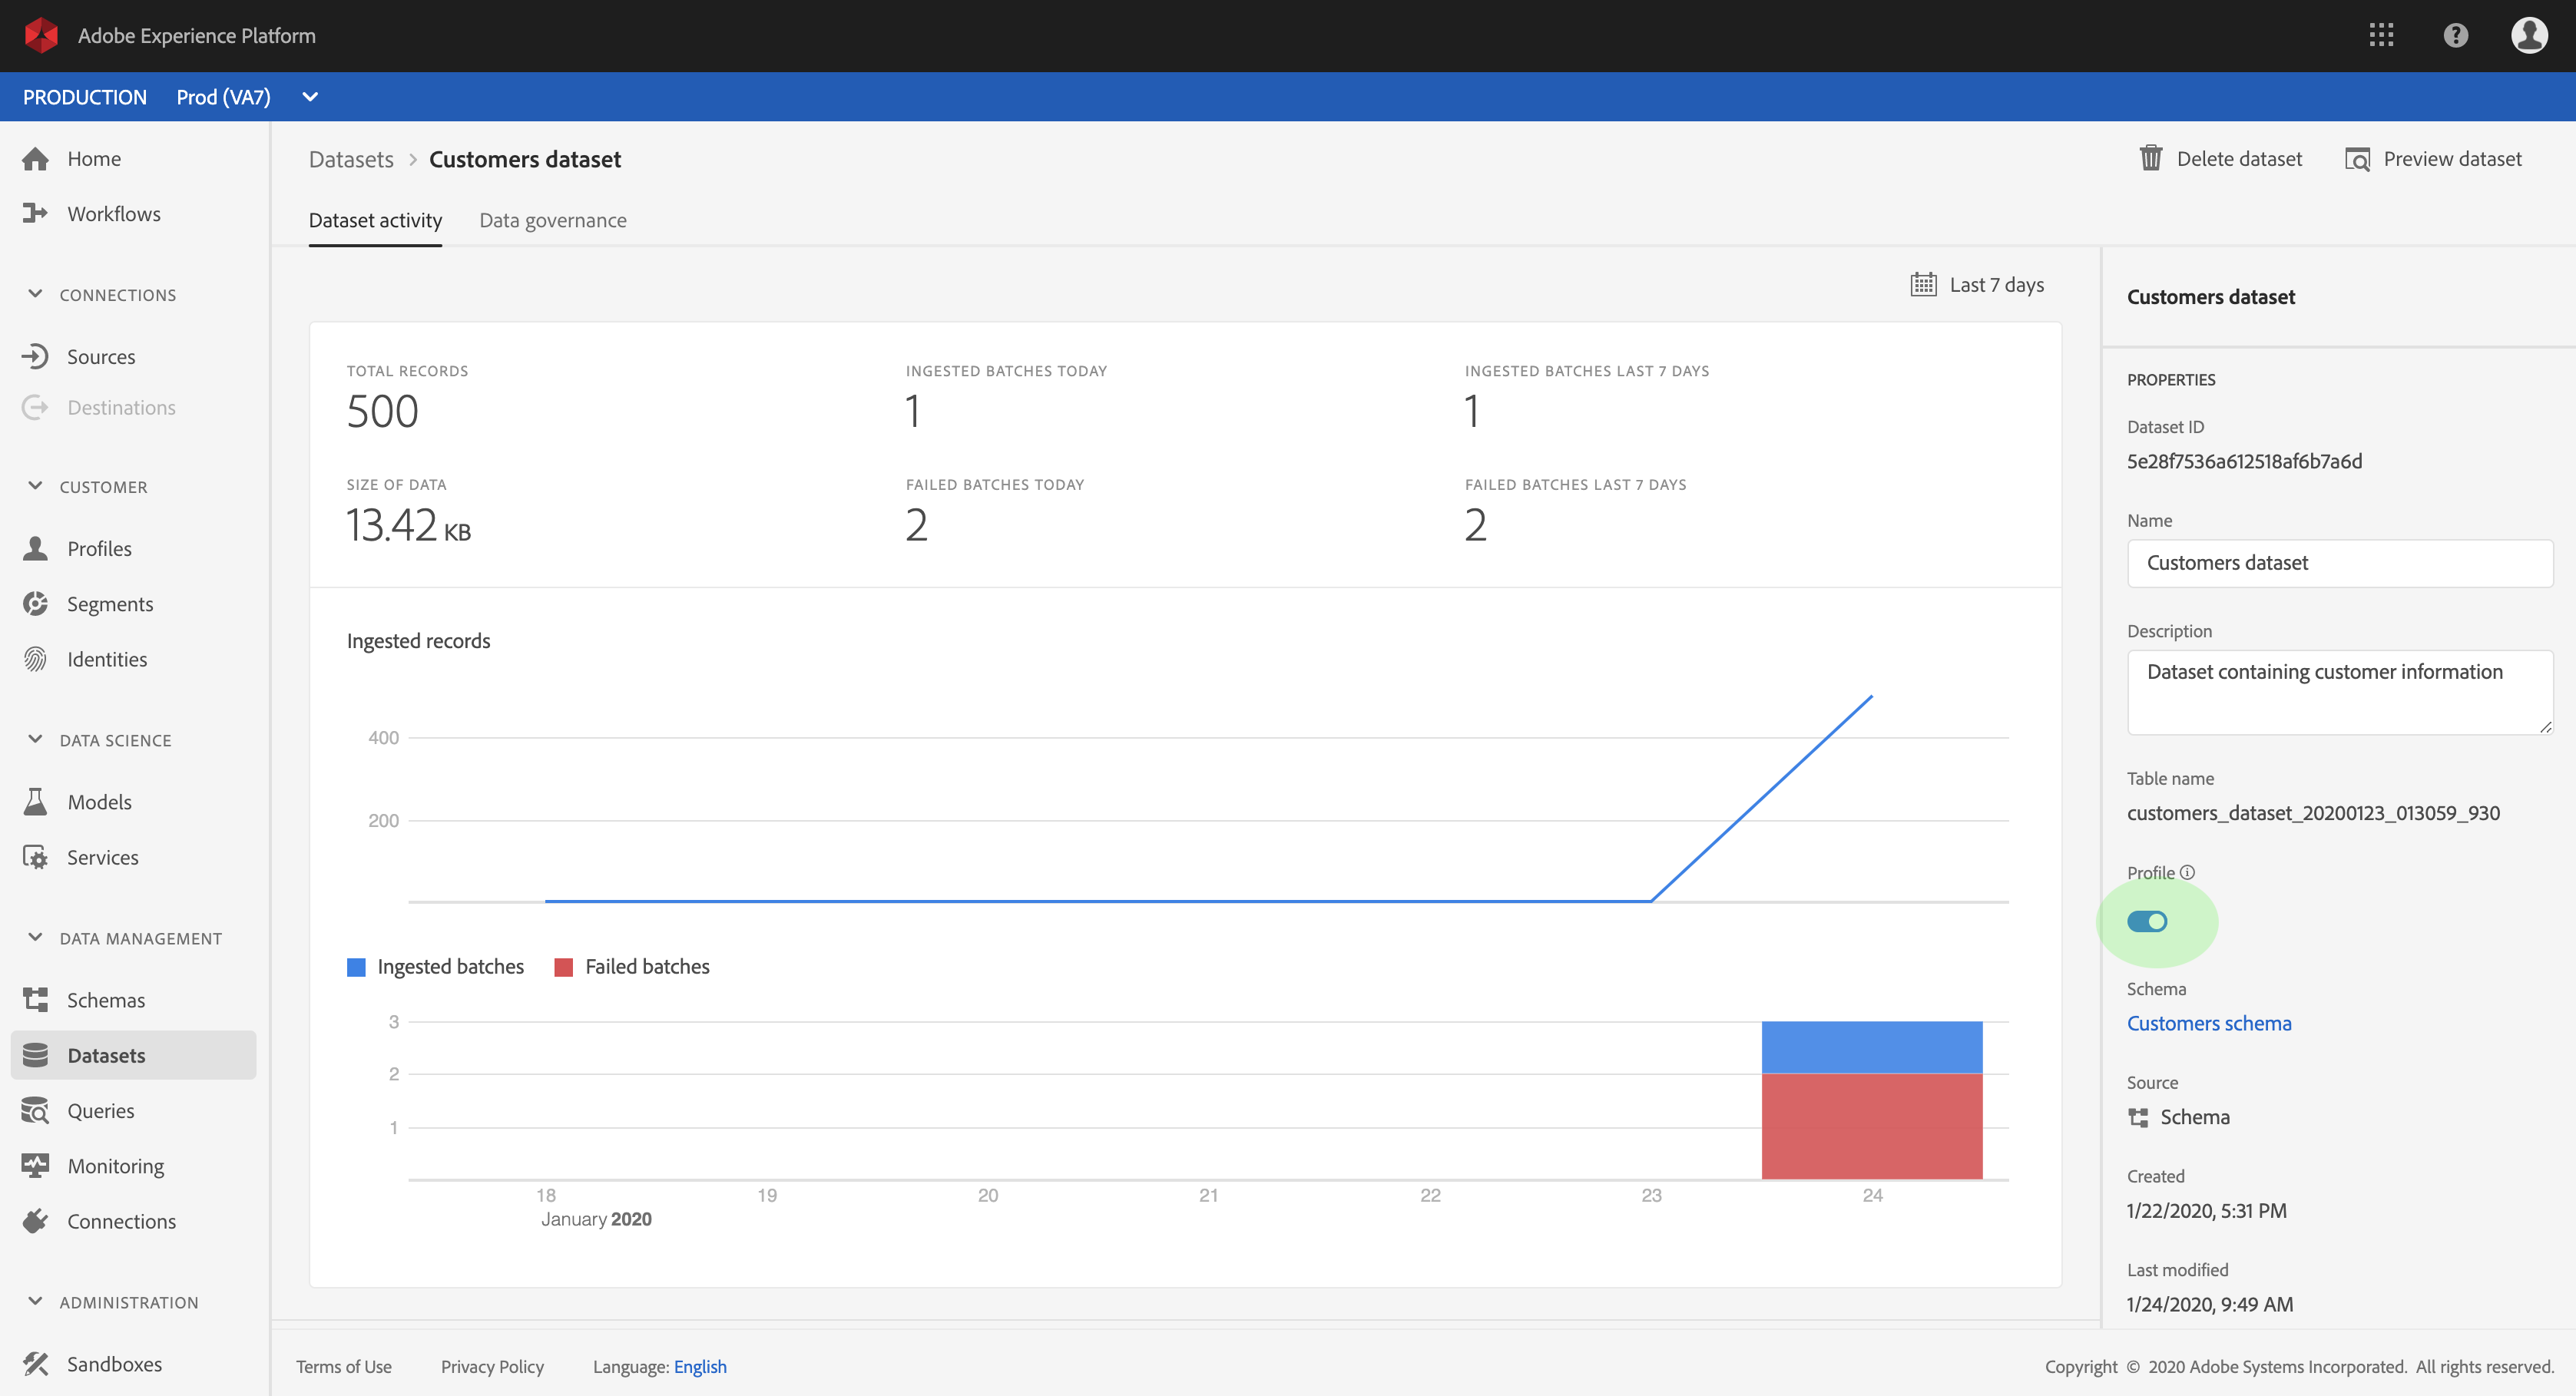 Adobe Experience Platform
?
PRODUCTION Prod (VA7)
Home
Workflows
CONNECTIONS
Sources
Destinations
CUSTOMER
Profiles
Segments
Identities
DATA SCIENCE
Models
Services
DATA MANAGEMENT
Schemas
Datasets
Queries
Monitoring
Connections
ADMINISTRATION
Sandboxes
Datasets > Customers dataset
Delete dataset
Preview dataset
Dataset activity
Data governance
Last 7 days
TOTAL RECORDS
500
INGESTED BATCHES TODAY
1
INGESTED BATCHES LAST 7 DAYS
1
SIZE OF DATA
13.42 KB
FAILED BATCHES TODAY
2
FAILED BATCHES LAST 7 DAYS
2
Ingested records
400
200
Ingested batches
Failed batches
3
2
1
18 19 20 21 22 23 24
January 2020
Customers dataset
PROPERTIES
Dataset ID
5e28f7536a612518af6b7a6d
Name
Customers dataset
Description
Dataset containing customer information
Table name
customers_dataset_20200123_013059_930
Profile
Schema
Customers schema
Source
Schema
Created
1/22/2020, 5:31 PM
Last modified
1/24/2020, 9:49 AM
Terms of Use
Privacy Policy
Language: English
Copyright © 2020 Adobe Systems Incorporated. All rights reserved.